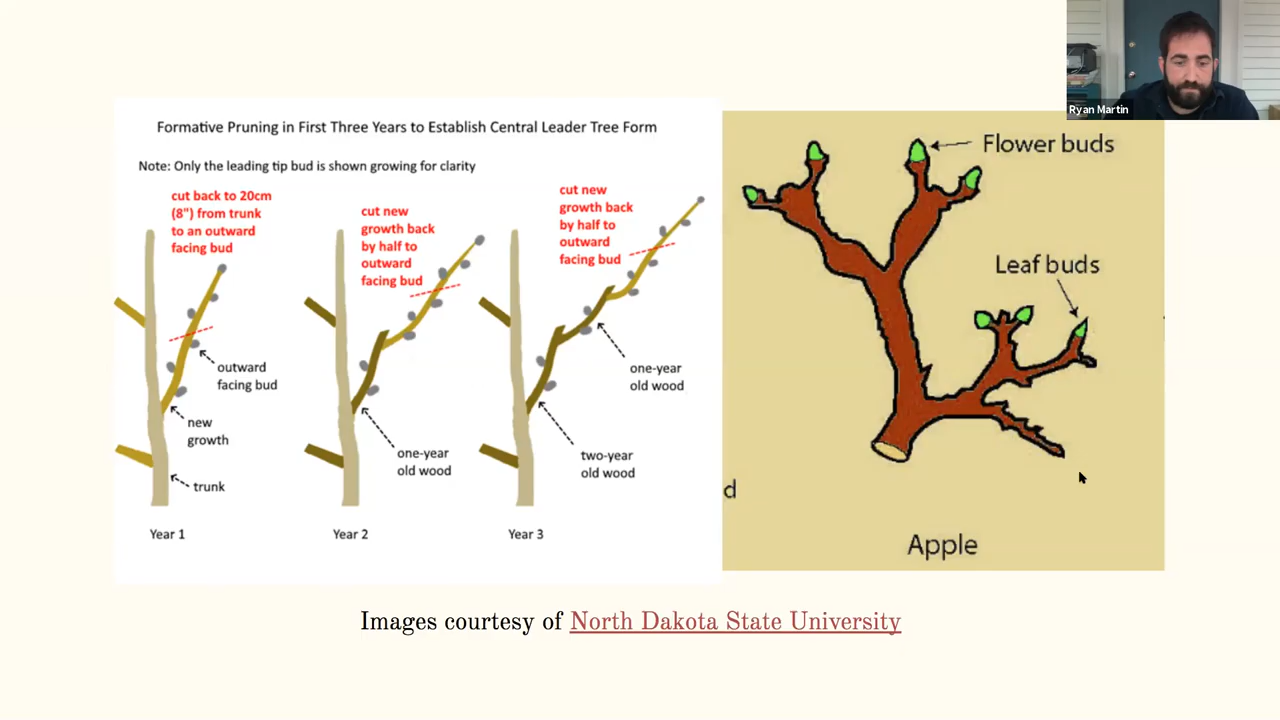 Ryan Martin
Formative Pruning in First Three Years to Establish Central Leader Tree Form
Note: Only the leading tip bud is shown growing for clarity
cut back to 20cm
(8") from trunk
to an outward
facing bud
outward
facing bud
new
growth
trunk
Year 1
cut new
growth back
by half to
outward
facing bud
one-year
old wood
Year 2
cut new
growth back
by half to
outward
facing bud
one-year
old wood
two-year
old wood
Year 3
Flower buds
Leaf buds
d
Apple
Images courtesy of North Dakota State University